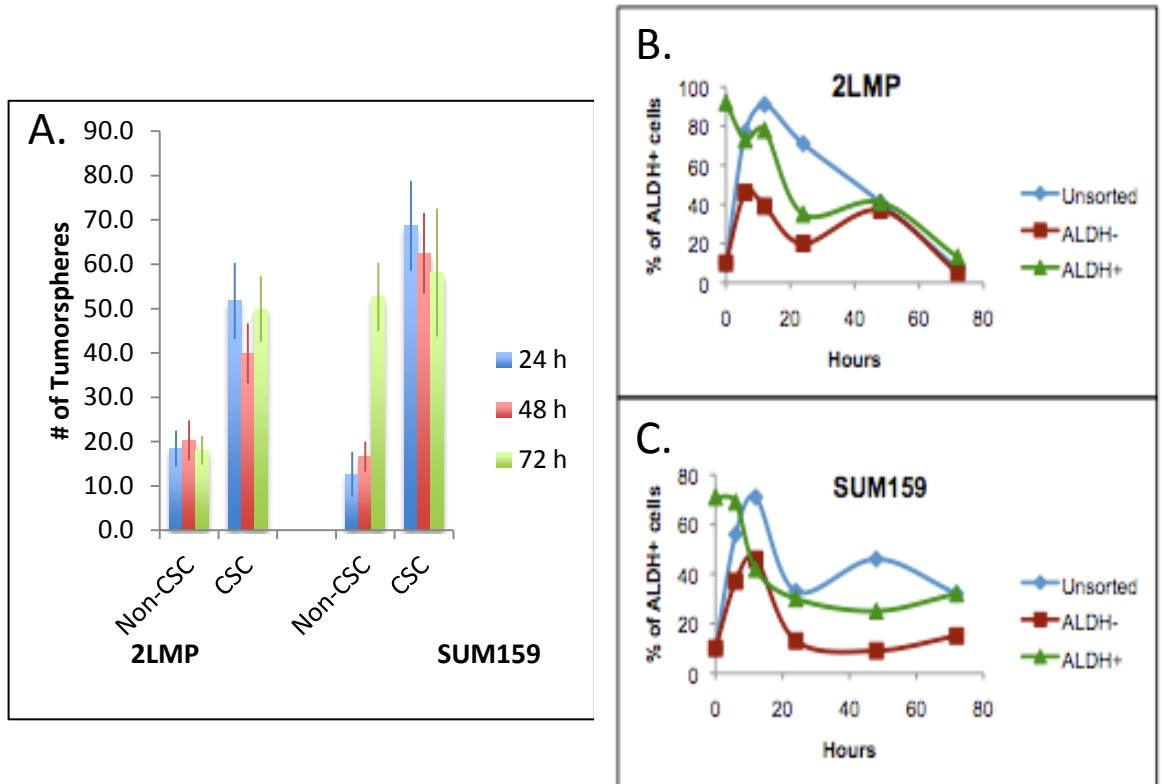 A.
# of Tumorspheres
90.0
80.0
70.0
60.0
50.0
40.0
30.0
20.0
10.0
0.0
Non-CSC
CSC
Non-CSC
CSC
2LMP
SUM159
24 h
48 h
72 h
B.
2LMP
% of ALDH+ cells
100
80
60
40
20
0
0 20 40 60 80
Hours
Unsorted
ALDH-
ALDH+
C.
SUM159
% of ALDH+ cells
80
60
40
20
0
0 20 40 60 80
Hours
Unsorted
ALDH-
ALDH+